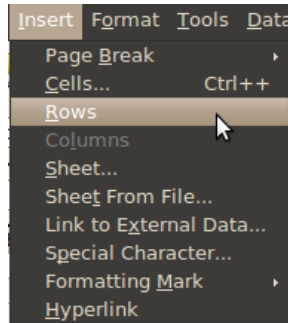 Insert Format Tools Data
Page Break
Cells... Ctrl++
Rows
Columns
Sheet...
Sheet From File...
Link to External Data...
Special Character...
Formatting Mark
Hyperlink